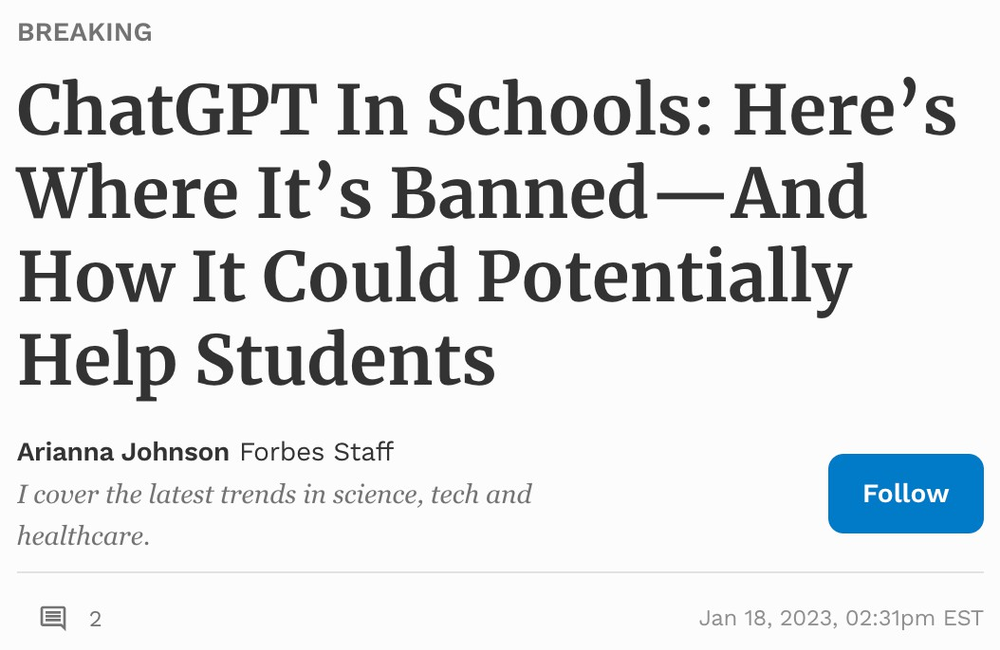 BREAKING
ChatGPT In Schools: Here’s
Where It’s Banned—And
How It Could Potentially
Help Students
Arianna Johnson Forbes Staff
I cover the latest trends in science, tech and
healthcare.
Follow
2
Jan 18, 2023, 02:31pm EST